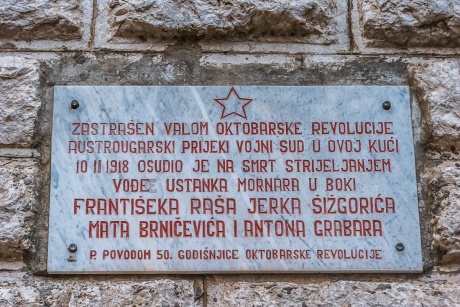 ZASTRAŠEN VALOM OKTOBARSKE REVOLUCIJE
AUSTROUGARSKI PRIJEKI VOJNI SUD U OVOJ KUĆI
10 II 1918 OSUDIO JE NA SMRT STRIJELJANJEM
VOĐE USTANKA MORNARA U BOKI
FRANTIŠEKA RAŠA JERKA ŠIŽGORIĆA
MATA BRNIČEVIĆA I ANTONA GRABARA
P. POVODOM 50. GODIŠNJICE OKTOBARSKE REVOLUCIJE